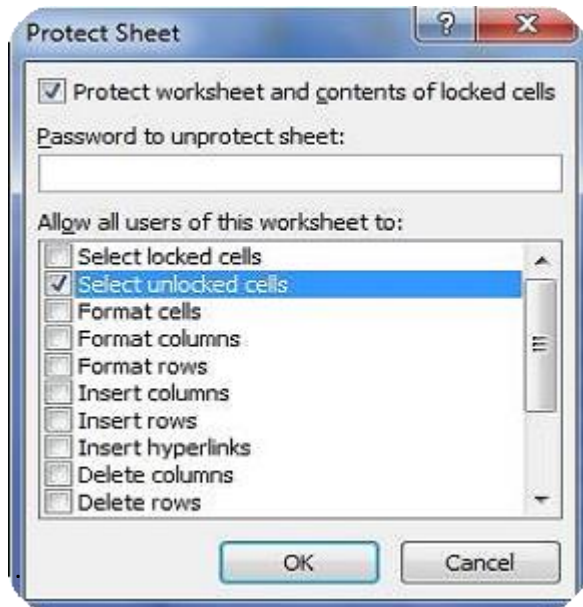 Protect Sheet
Protect worksheet and contents of locked cells
Password to unprotect sheet:
Allow all users of this worksheet to:
Select locked cells
Select unlocked cells
Format cells
Format columns
Format rows
Insert columns
Insert rows
Insert hyperlinks
Delete columns
Delete rows
OK Cancel